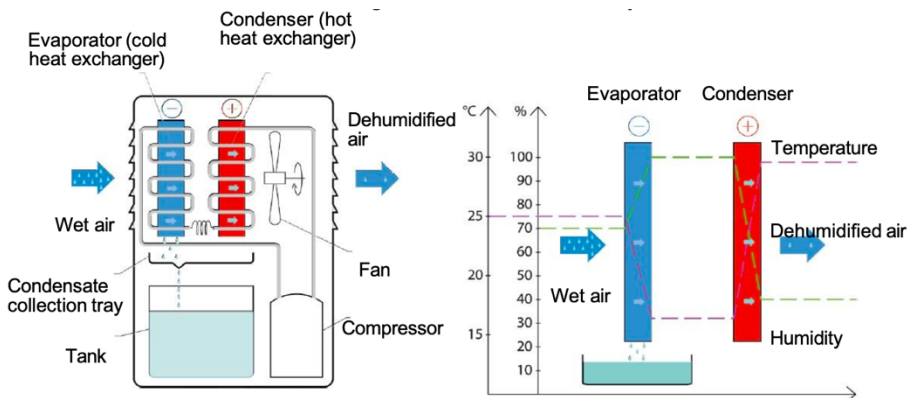 Evaporator (cold
heat exchanger)
Condenser (hot
heat exchanger)
Dehumidified
air
Wet air
Fan
Condensate
collection tray
Compressor
Tank
Evaporator
Condenser
°C
%
30
25
20
15
100
90
80
70
60
50
40
30
20
10
Temperature
Dehumidified air
Wet air
Humidity